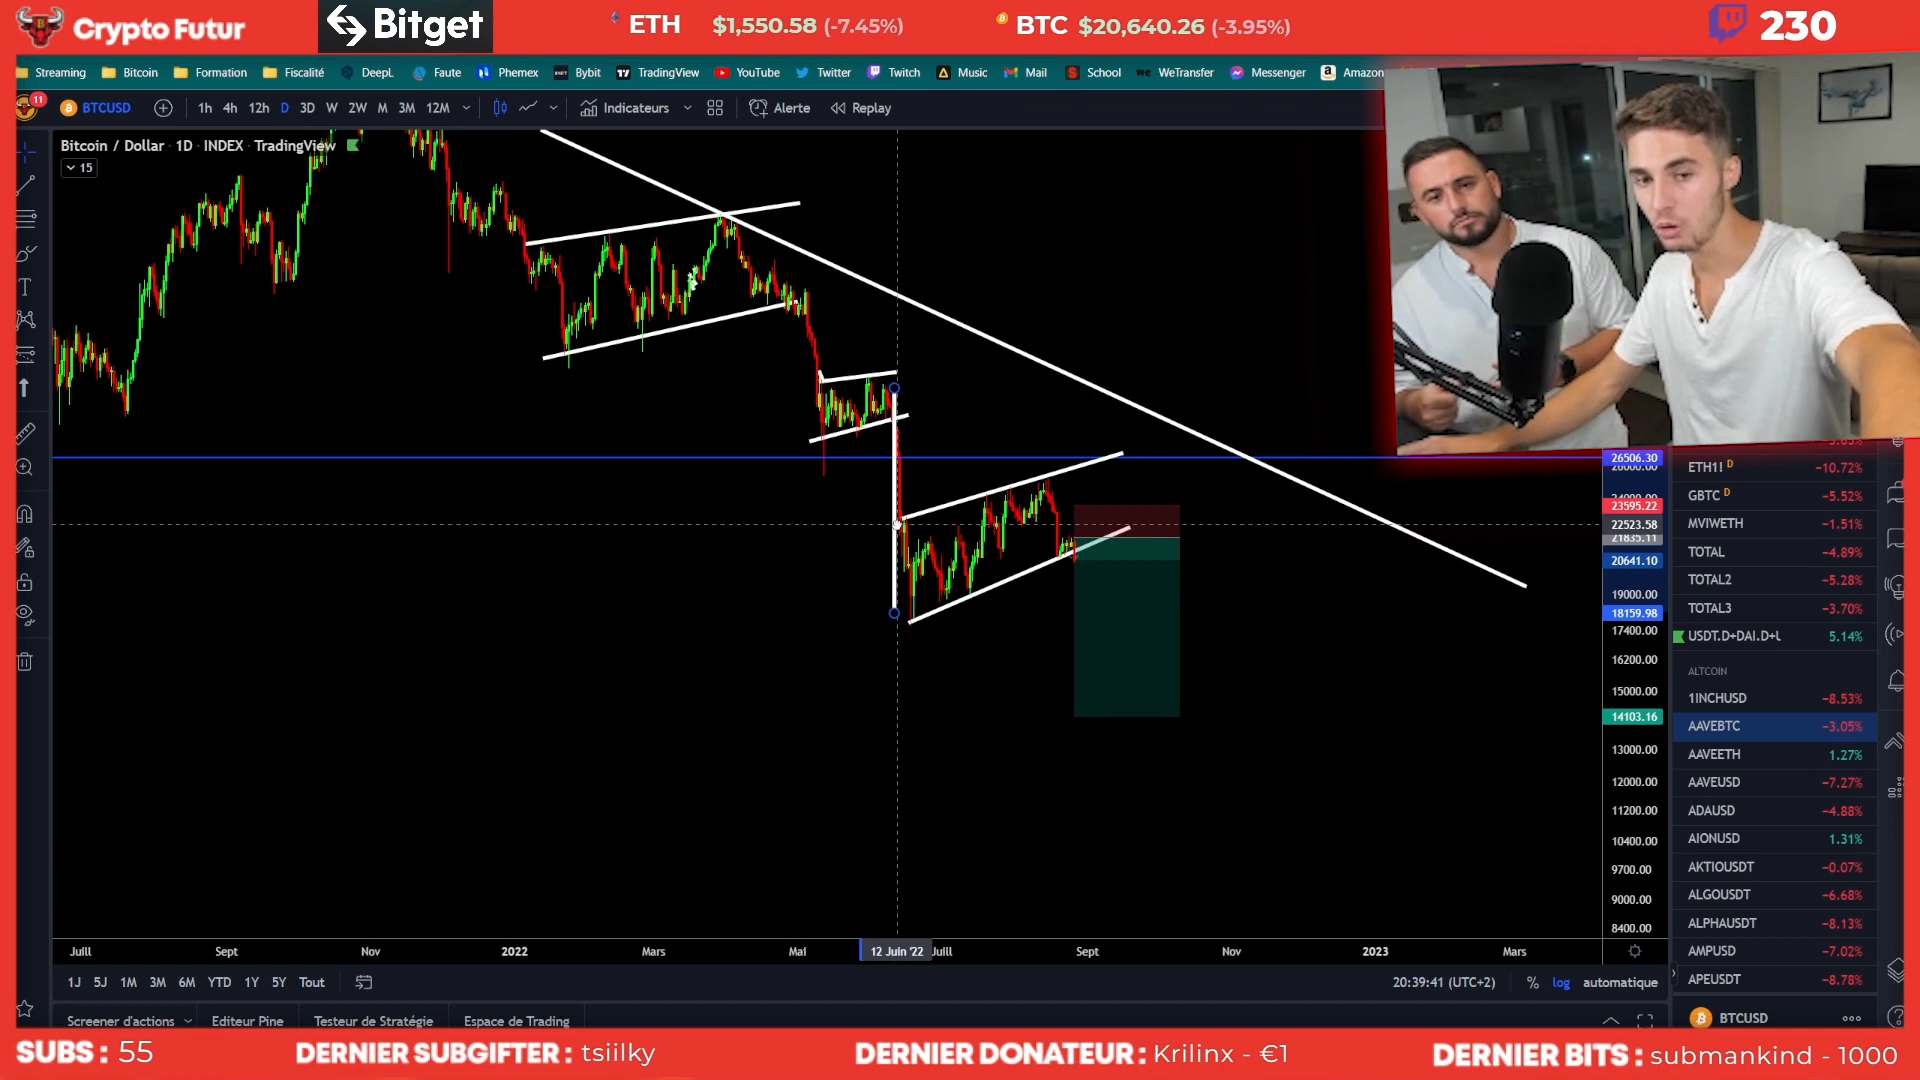 Crypto Futur
Bitget
ETH $1,550.58 (-7.45%)
BTC $20,640.26 (-3.95%)
230
Streaming Bitcoin Formation Fiscalité DeepL Faute Phemex Bybit TradingView YouTube Twitter Twitch Music Mail School WeTransfer Messenger Amazon
11
BTCUSD 1h 4h 12h D 3D W 2W M 3M 12M Indicateurs Alerte Replay
Bitcoin / Dollar · 1D · INDEX · TradingView
15
26506.30
23595.22
22523.58
21835.11
20641.10
19000.00
18159.98
17400.00
16200.00
15000.00
14103.16
13000.00
12000.00
11200.00
10400.00
9700.00
9000.00
8400.00
ETH1! D −10.72%
GBTC D −5.52%
MVIWETH −1.51%
TOTAL −4.89%
TOTAL2 −5.28%
TOTAL3 −3.70%
USDT.D+DAI.D+U 5.14%
ALTCOIN
1INCHUSD −8.53%
AAVEBTC −3.05%
AAVEETH 1.27%
AAVEUSD −7.27%
ADAUSD −4.88%
AIONUSD 1.31%
AKTIOUSDT −0.07%
ALGOUSDT −6.68%
ALPHAUSDT −8.13%
AMPUSD −7.02%
APEUSDT −8.78%
BTCUSD
Juill Sept Nov 2022 Mars Mai 12 Juin '22 Juill Sept Nov 2023 Mars
1J 5J 1M 3M 6M YTD 1Y 5Y Tout
20:39:41 (UTC+2) % log automatique
Screener d'actions Editeur Pine Testeur de Stratégie Espace de Trading
SUBS : 55
DERNIER SUBGIFTER : tsiilky
DERNIER DONATEUR : Krilinx - €1
DERNIER BITS : submankind - 1000